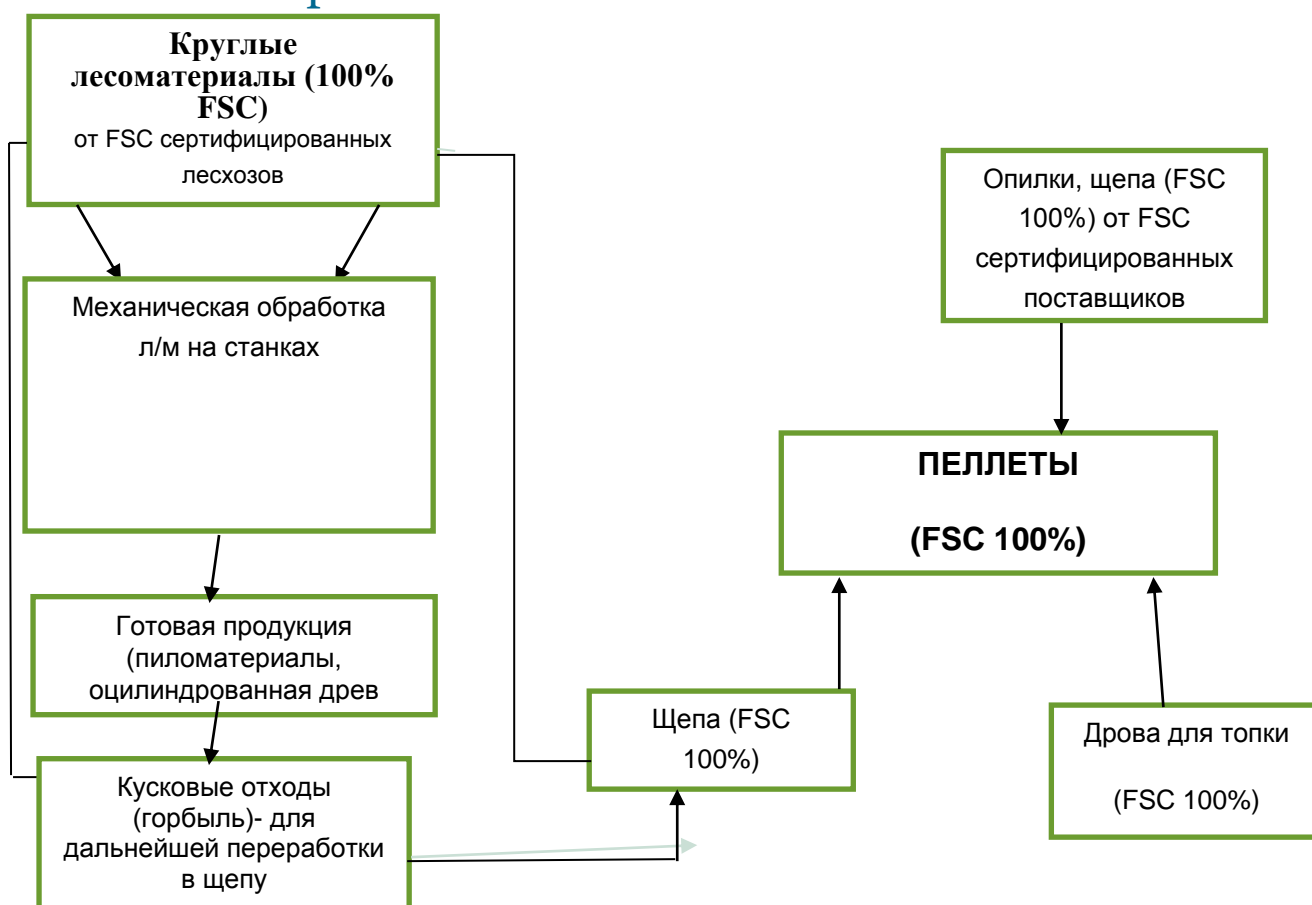 Круглые
лесоматериалы (100%
FSC)
от FSC сертифицированных
лесхозов
Опилки, щепа (FSC
100%) от FSC
сертифицированных
поставщиков
Механическая обработка
л/м на станках
ПЕЛЛЕТЫ
(FSC 100%)
Готовая продукция
(пиломатериалы,
оцилиндрованная древ
Щепа (FSC
100%)
Дрова для топки
(FSC 100%)
Кусковые отходы
(горбыль)- для
дальнейшей переработки
в щепу